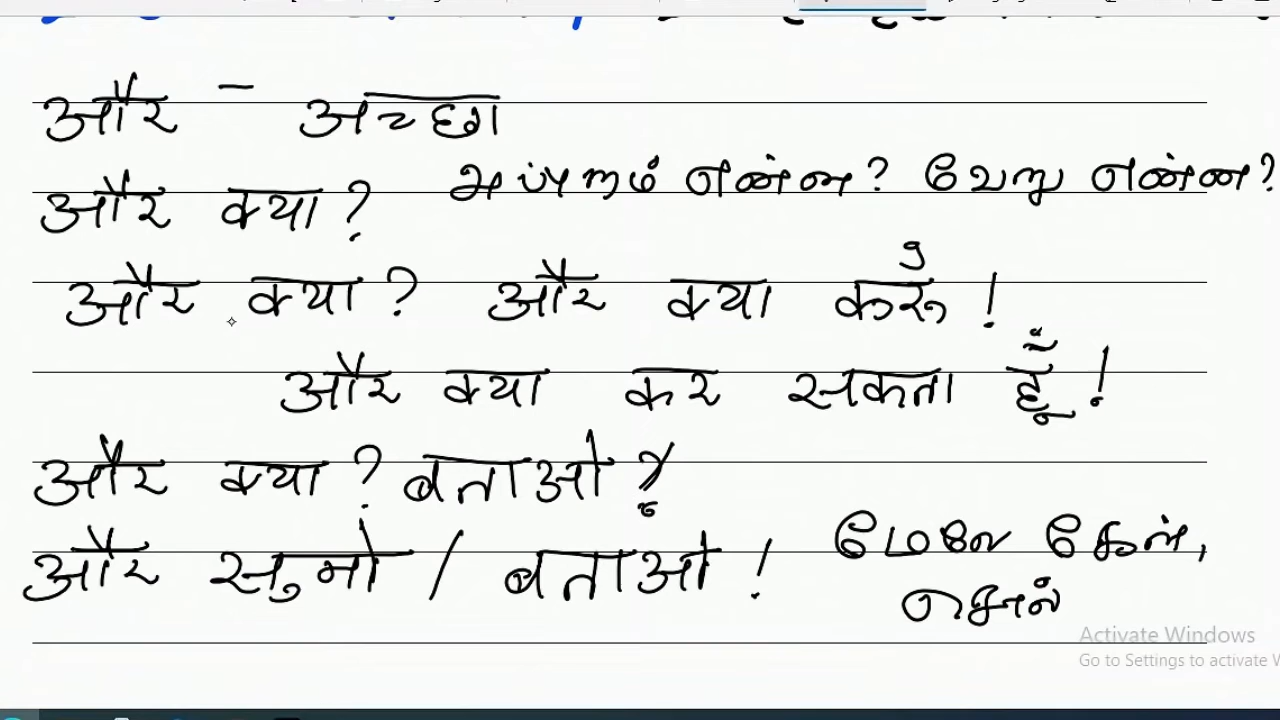 और - अच्छा
और क्या? அப்புறம் என்ன? வேறு என்ன?
और क्या? और क्या करूँ!
और क्या कर सकता हूँ!
और क्या? बताओ?
और सुनो / बताओ! மேலே கேள்,
சொல்
Activate Windows
Go to Settings to activate W